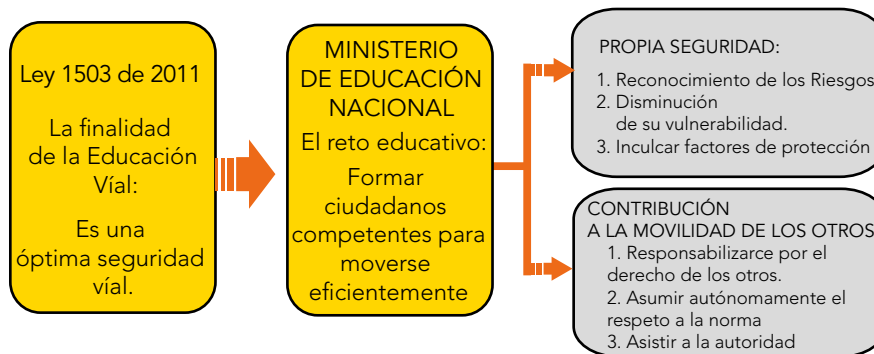 Ley 1503 de 2011
La finalidad
de la Educación
Víal:
Es una
óptima seguridad
víal.
MINISTERIO
DE EDUCACIÓN
NACIONAL
El reto educativo:
Formar
ciudadanos
competentes para
moverse
eficientemente
PROPIA SEGURIDAD:
1. Reconocimiento de los Riesgos
2. Disminución
de su vulnerabilidad.
3. Inculcar factores de protección
CONTRIBUCIÓN
A LA MOVILIDAD DE LOS OTROS
1. Responsabilizarce por el
derecho de los otros.
2. Asumir autónomamente el
respeto a la norma
3. Asistir a la autoridad